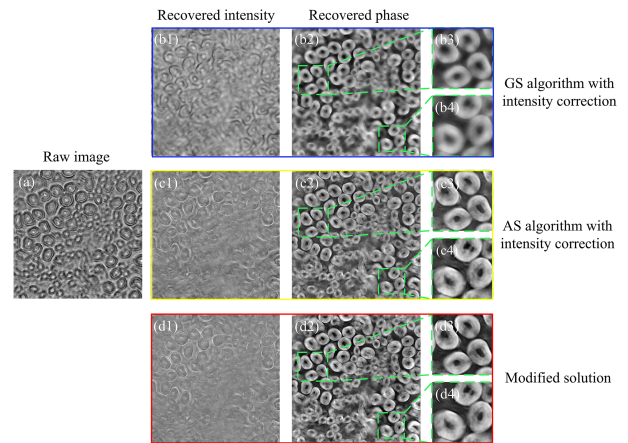 Recovered intensity
Recovered phase
(b1)
(b2)
(b3)
(b4)
GS algorithm with
intensity correction
Raw image
(a)
(c1)
(c2)
(c3)
(c4)
AS algorithm with
intensity correction
(d1)
(d2)
(d3)
(d4)
Modified solution